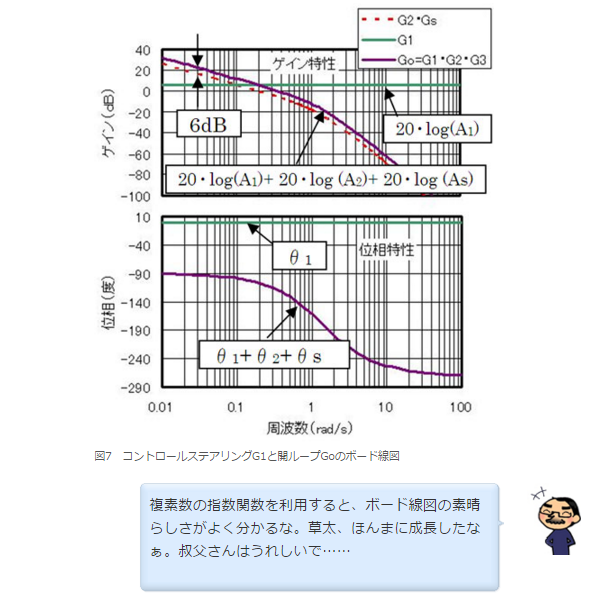 G2・Gs
G1
Go=G1・G2・G3
ゲイン特性
40
20
0
-20
-40
-60
-80
-100
ゲイン(dB)
6dB
20・log(A1)
20・log(A1)+ 20・log (A2)+ 20・log (As)
10
-40
-90
-140
-190
-240
-290
位相(度)
位相特性
θ1
θ1+θ2+θs
0.01
0.1
1
10
100
周波数(rad/s)
図7 コントロールステアリングG1と開ループGoのボード線図
複素数の指数関数を利用すると、ボード線図の素晴
らしさがよく分かるな。草太、ほんまに成長したな
ぁ。叔父さんはうれしいで……